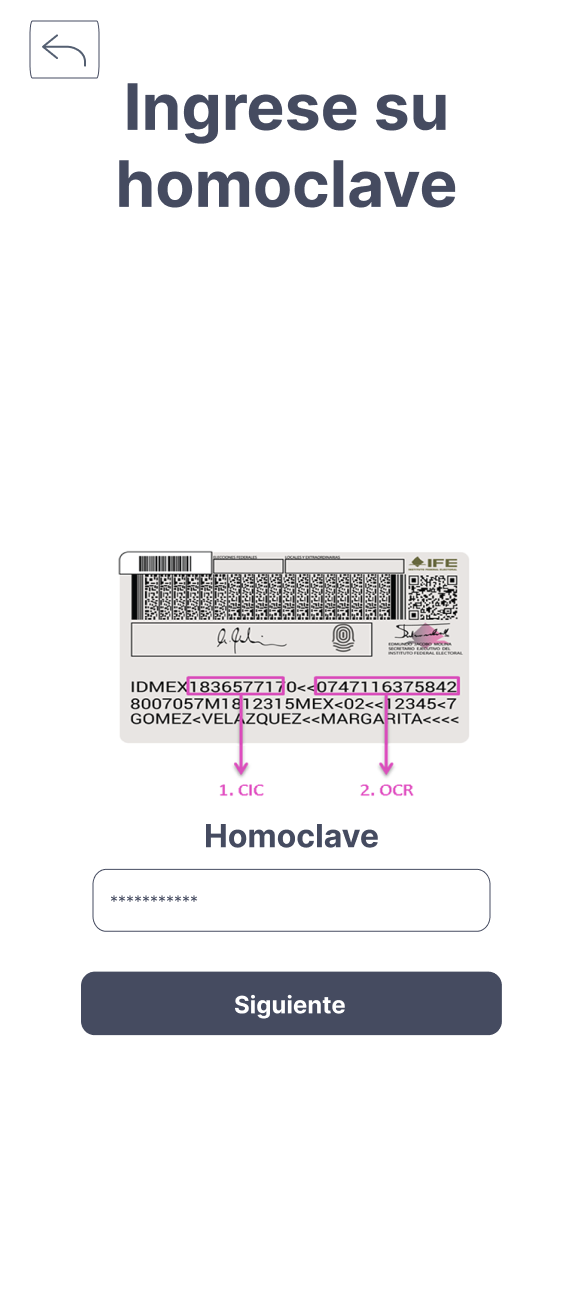 Ingrese su
homoclave
ELECCIONES FEDERALES
LOCALES Y EXTRAORDINARIAS
IFE
INSTITUTO FEDERAL ELECTORAL
EDMUNDO JACOBO MOLINA
SECRETARIO EJECUTIVO DEL
INSTITUTO FEDERAL ELECTORAL
IDMEX1836577170<<0747116375842
8007057M1812315MEX<02<<12345<7
GOMEZ<VELAZQUEZ<<MARGARITA<<<<
1. CIC 2. OCR
Homoclave
***********
Siguiente